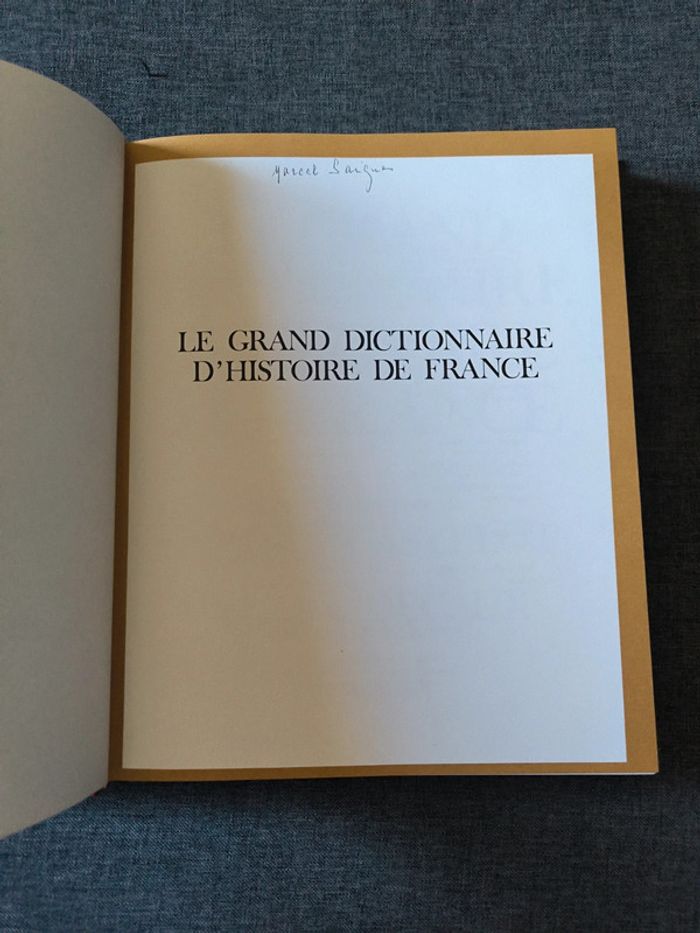 Marcel
LE GRAND DICTIONNAIRE
D'HISTOIRE DE FRANCE